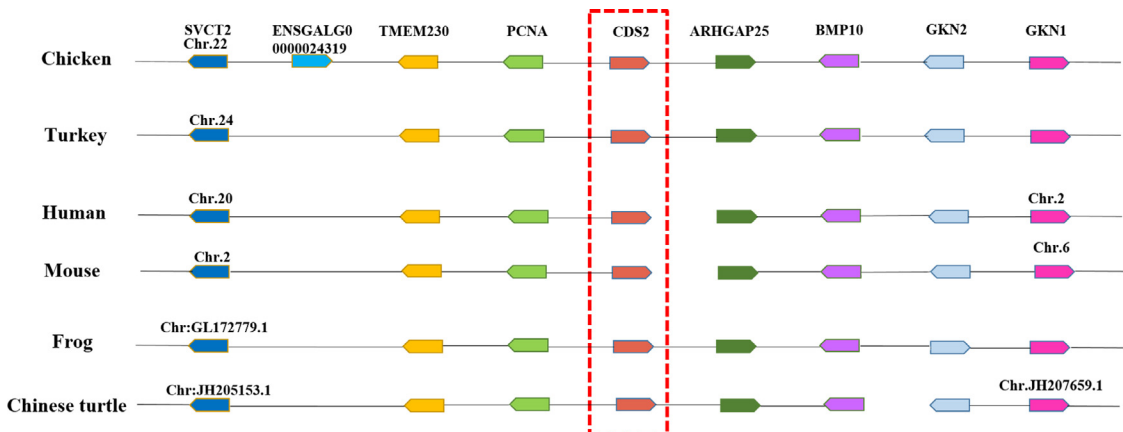 SVCT2 ENSGALG0 TMEM230 PCNA CDS2 ARHGAP25 BMP10 GKN2 GKN1
Chr.22 0000024319
Chicken
Chr.24
Turkey
Chr.20 Chr.2
Human
Chr.2 Chr.6
Mouse
Chr:GL172779.1
Frog
Chr:JH205153.1 Chr.JH207659.1
Chinese turtle